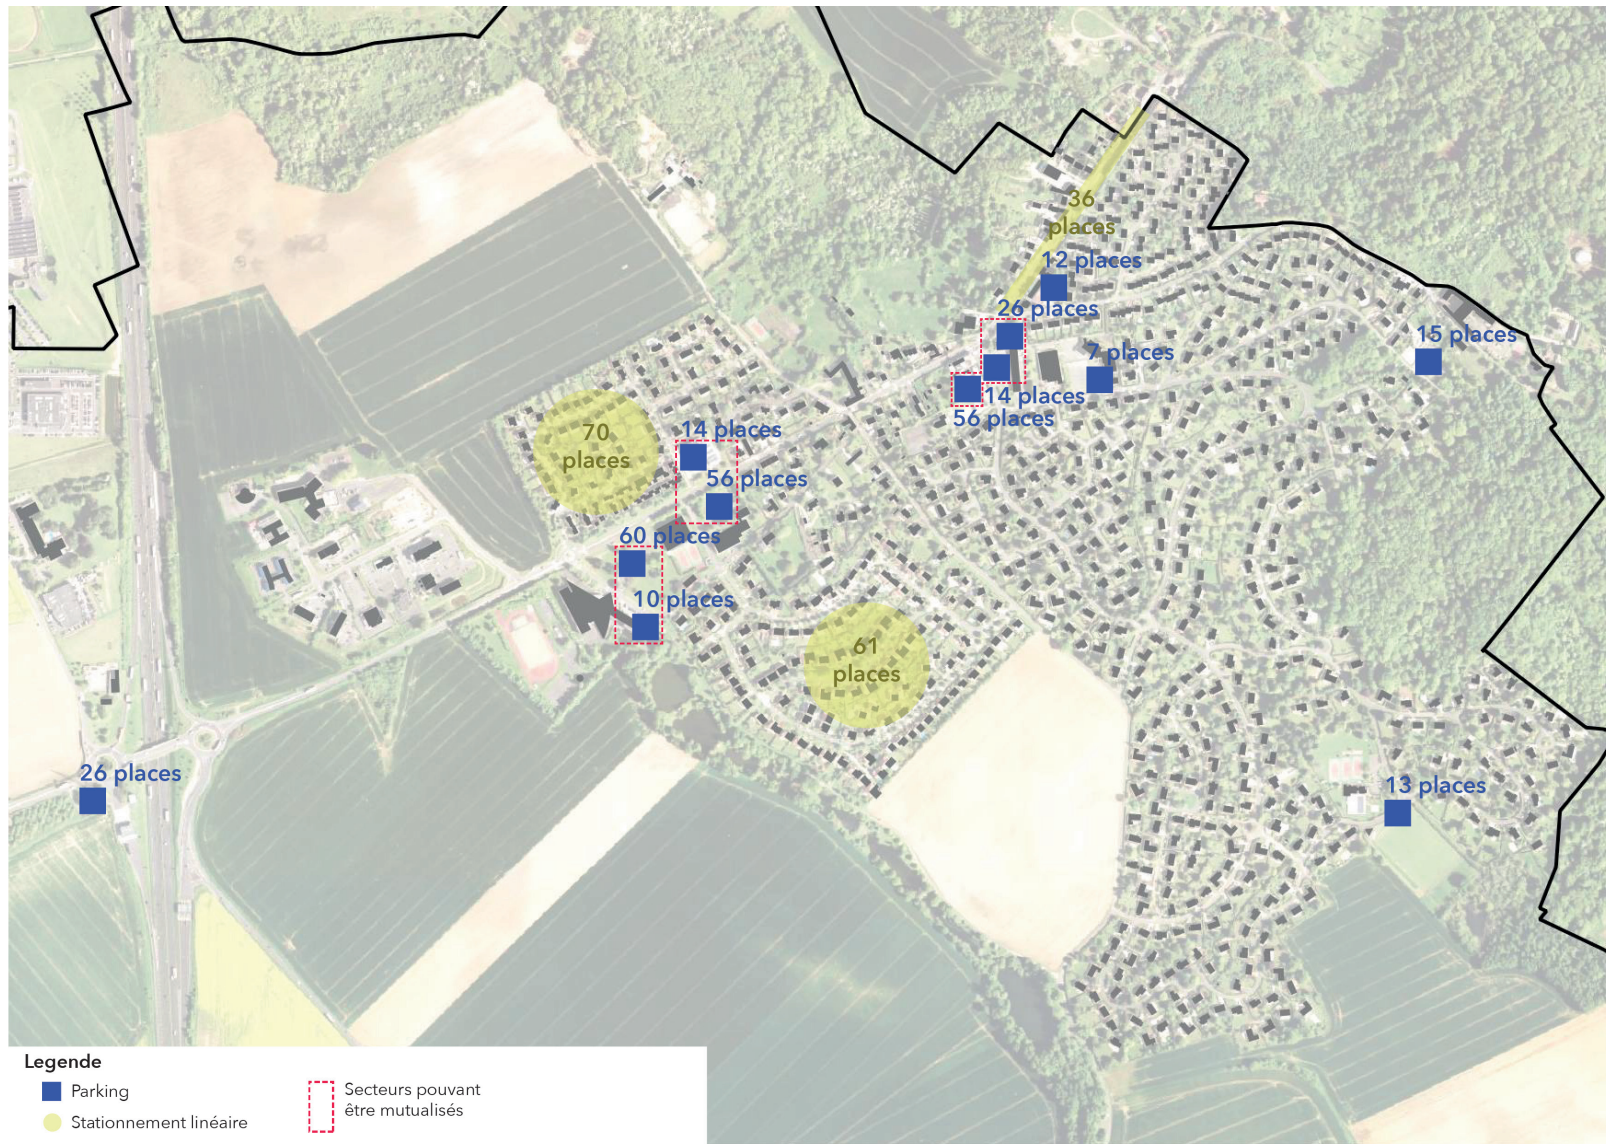 36
places
12 places
26 places
15 places
7 places
14 places
56 places
14 places
70
places
56 places
60 places
10 places
61
places
26 places
13 places
Legende
Parking
Stationnement linéaire
Secteurs pouvant
être mutualisés